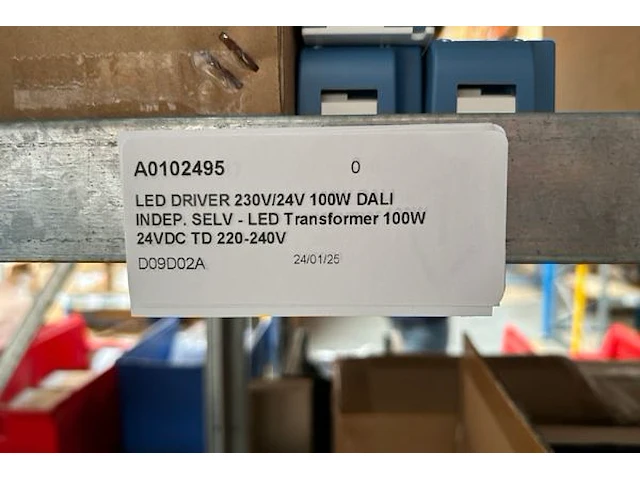 A0102495 0
LED DRIVER 230V/24V 100W DALI
INDEP. SELV - LED Transformer 100W
24VDC TD 220-240V
D09D02A 24/01/25